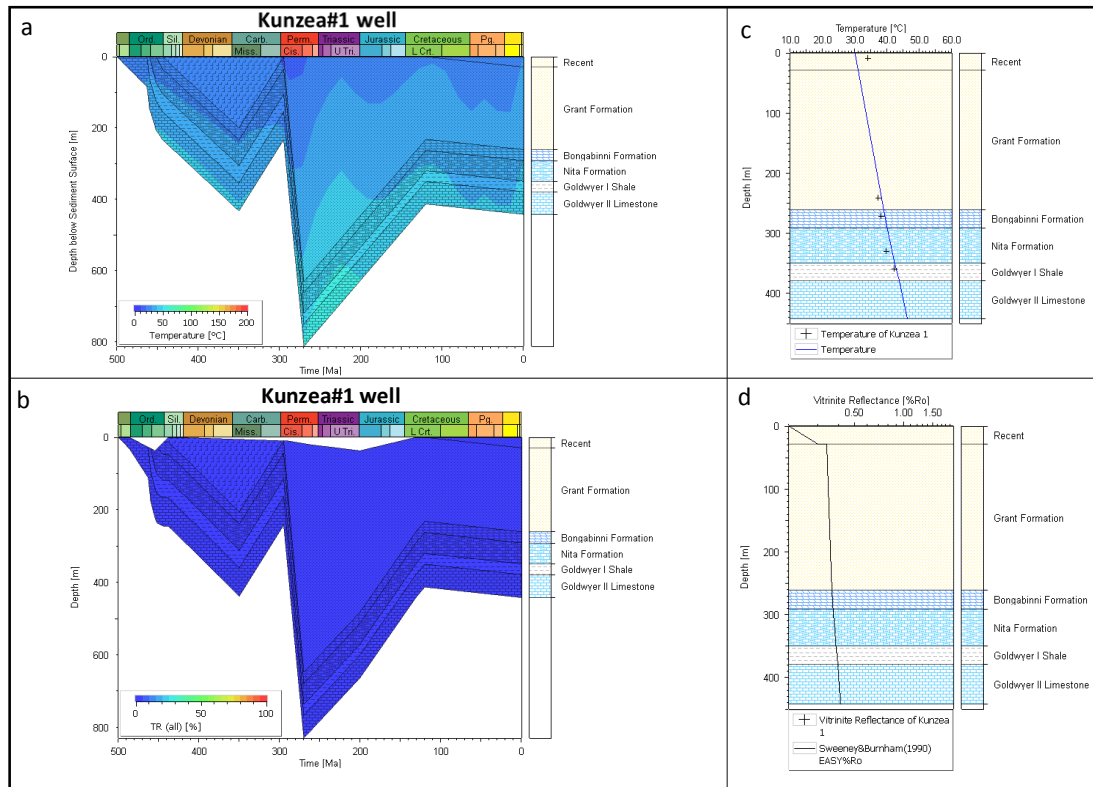 a
Kunzea#1 well
Ord. Sil. Devonian Carb. Perm. Triassic Jurassic Cretaceous Pg.
Miss. Cis. U Tri. L Crt.
Depth below Sediment Surface [m]
0
200
400
600
800
500 400 300 200 100 0
Time [Ma]
0 50 100 150 200
Temperature [°C]
Recent
Grant Formation
Bongabinni Formation
Nita Formation
Goldwyer I Shale
Goldwyer II Limestone
b
Kunzea#1 well
Ord. Sil. Devonian Carb. Perm. Triassic Jurassic Cretaceous Pg.
Miss. Cis. U Tri. L Crt.
Depth [m]
0
200
400
600
800
500 400 300 200 100 0
Time [Ma]
0 50 100
TR (all) [%]
Recent
Grant Formation
Bongabinni Formation
Nita Formation
Goldwyer I Shale
Goldwyer II Limestone
c
Temperature [°C]
10.0 20.0 30.0 40.0 50.0 60.0
Depth [m]
0
100
200
300
400
Recent
Grant Formation
Bongabinni Formation
Nita Formation
Goldwyer I Shale
Goldwyer II Limestone
Temperature of Kunzea 1
Temperature
d
Vitrinite Reflectance [%Ro]
0.50 1.00 1.50
Depth [m]
0
100
200
300
400
Recent
Grant Formation
Bongabinni Formation
Nita Formation
Goldwyer I Shale
Goldwyer II Limestone
Vitrinite Reflectance of Kunzea
1
Sweeney&Burnham(1990)
EASY%Ro